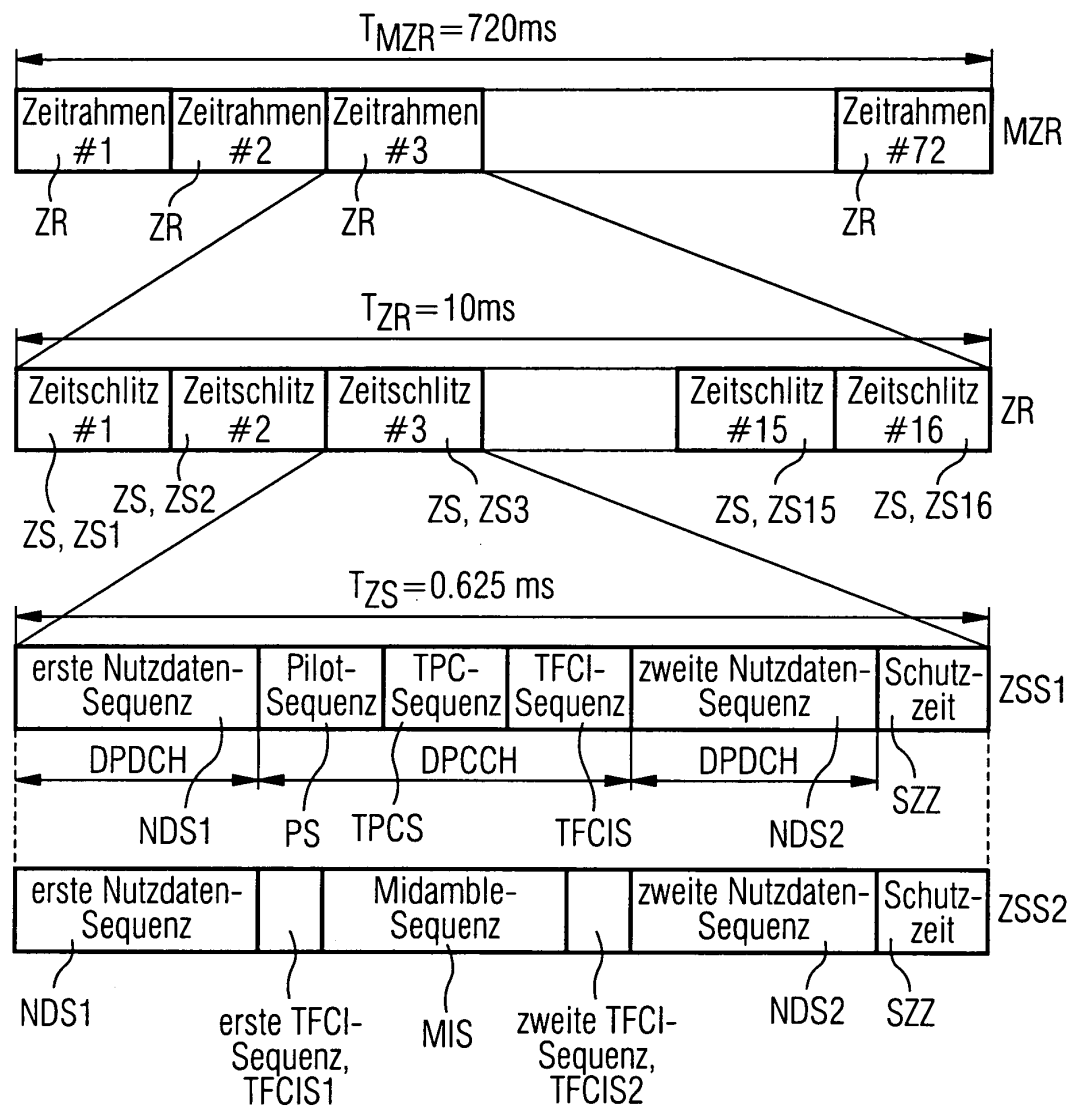 TMZR=720ms
Zeitrahmen #1
Zeitrahmen #2
Zeitrahmen #3
Zeitrahmen #72
MZR
ZR
ZR
ZR
ZR
TZR=10ms
Zeitschlitz #1
Zeitschlitz #2
Zeitschlitz #3
Zeitschlitz #15
Zeitschlitz #16
ZR
ZS, ZS1
ZS, ZS2
ZS, ZS3
ZS, ZS15
ZS, ZS16
TZS=0.625 ms
erste Nutzdaten-
Sequenz
Pilot-
Sequenz
TPC-
Sequenz
TFCI-
Sequenz
zweite Nutzdaten-
Sequenz
Schutz-
zeit
ZSS1
DPDCH
DPCCH
DPDCH
NDS1
PS
TPCS
TFCIS
NDS2
SZZ
erste Nutzdaten-
Sequenz
Midamble-
Sequenz
zweite Nutzdaten-
Sequenz
Schutz-
zeit
ZSS2
NDS1
erste TFCI-
Sequenz,
TFCIS1
MIS
zweite TFCI-
Sequenz,
TFCIS2
NDS2
SZZ